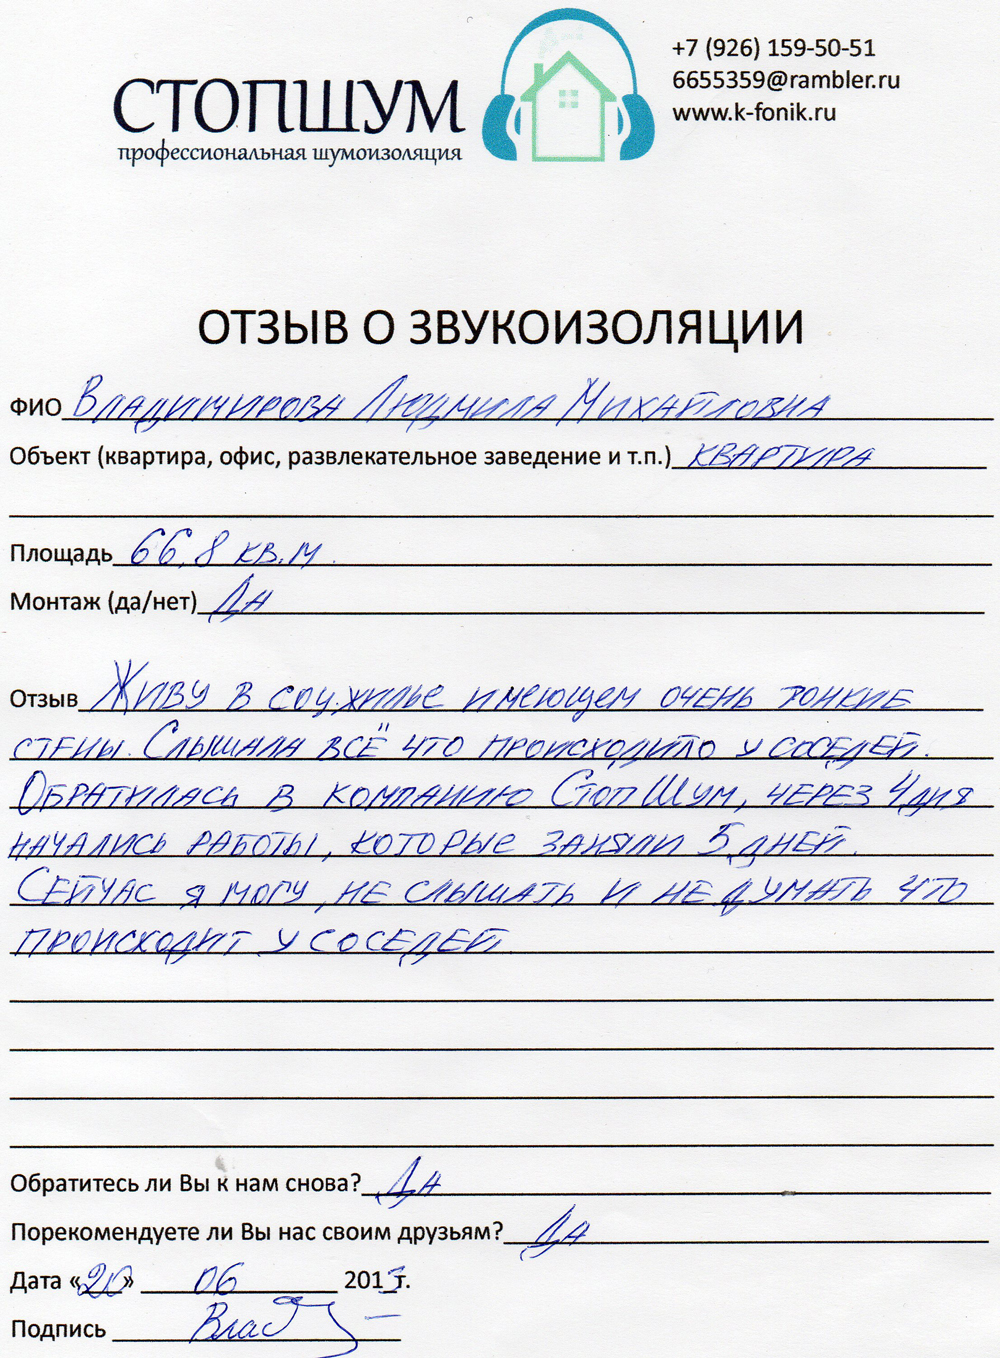 СТОПШУМ
профессиональная шумоизоляция
+7 (926) 159-50-51
6655359@rambler.ru
www.k-fonik.ru
ОТЗЫВ О ЗВУКОИЗОЛЯЦИИ
ФИО Владимирова Людмила Михайловна
Объект (квартира, офис, развлекательное заведение и т.п.) квартира
Площадь 66,8 кв.м.
Монтаж (да/нет) Да
Отзыв Живу в соц.жилье имеющем очень тонкие
стены. Слышала всё что происходило у соседей.
Обратилась в компанию СтопШум, через 4 дня
начались работы, которые заняли 5 дней.
Сейчас я могу, не слышать и не думать что
происходит у соседей.
Обратитесь ли Вы к нам снова? Да
Порекомендуете ли Вы нас своим друзьям? Да
Дата «20» 06 2013г.
Подпись Влад